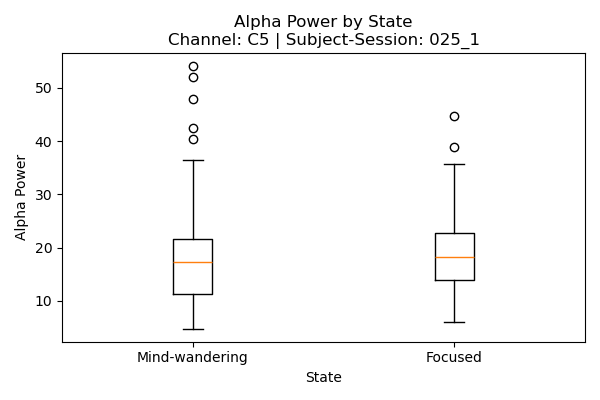 Alpha Power by State
Channel: C5 | Subject-Session: 025_1
Alpha Power
50
40
30
20
10
Mind-wandering
Focused
State